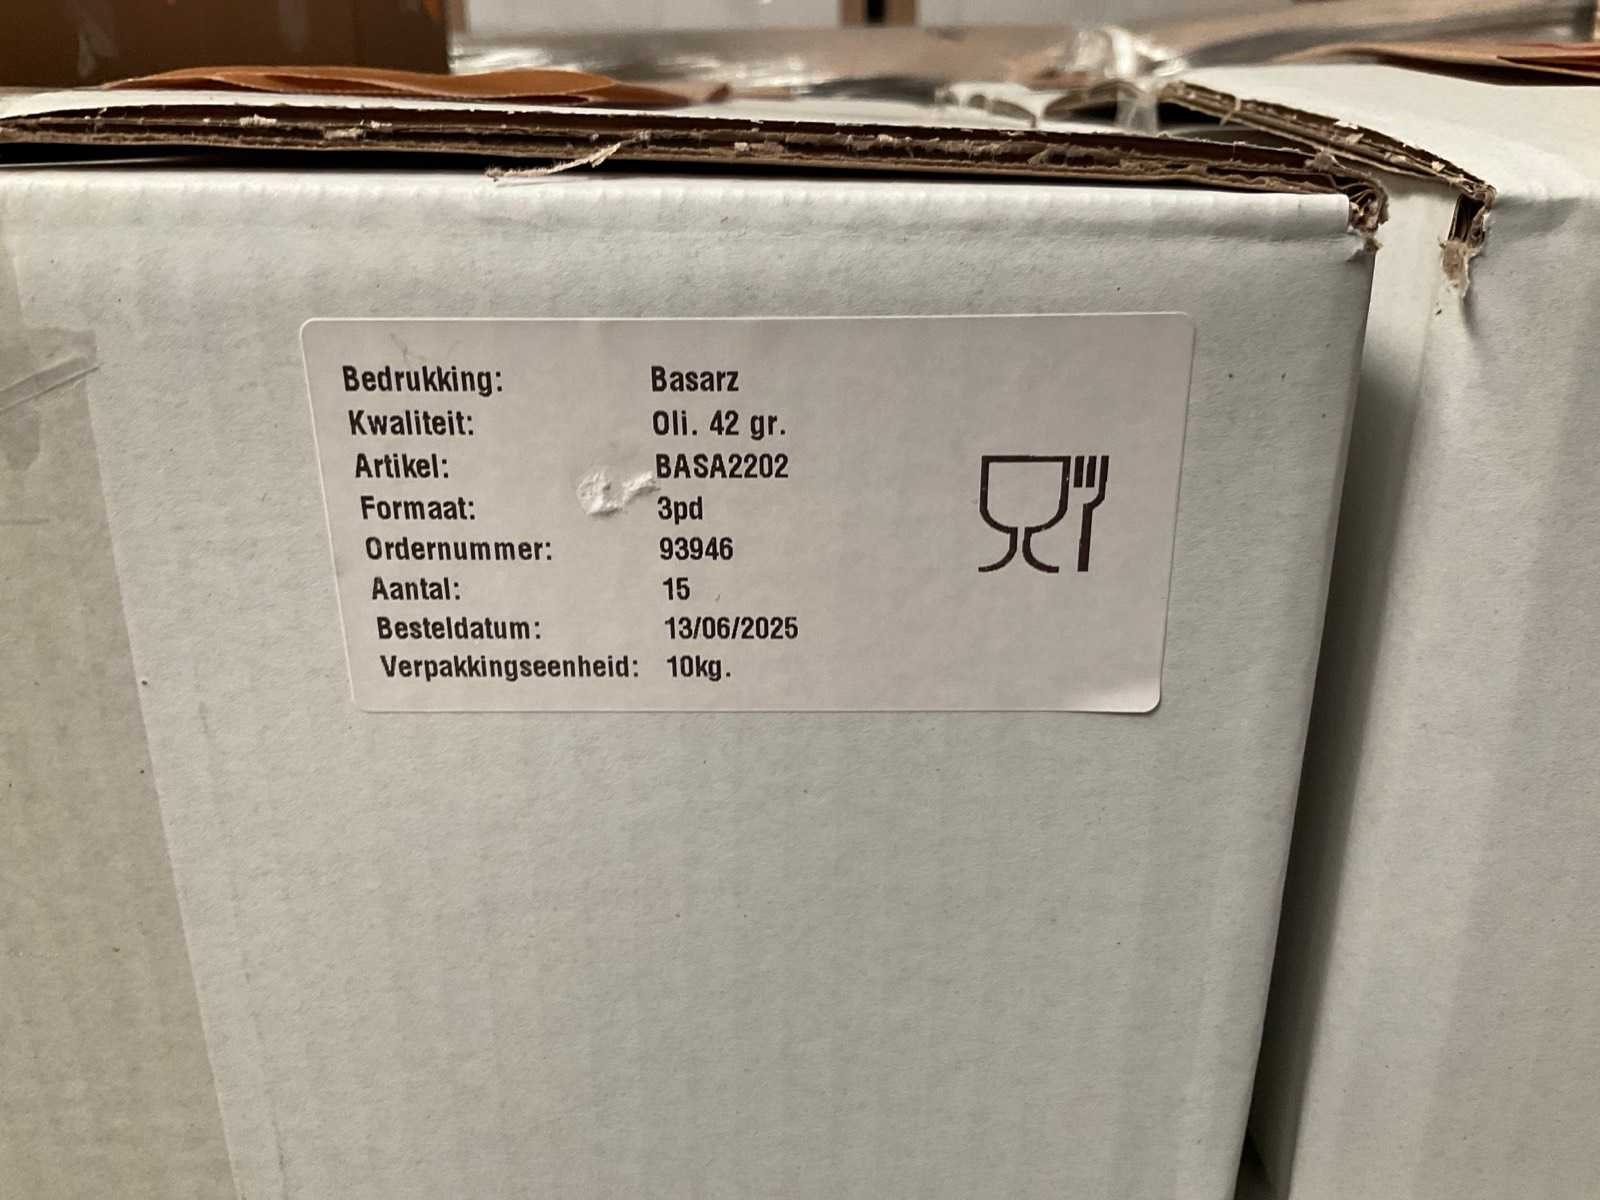 Bedrukking: Basarz
Kwaliteit: Oli. 42 gr.
Artikel: BASA2202
Formaat: 3pd
Ordernummer: 93946
Aantal: 15
Besteldatum: 13/06/2025
Verpakkingseenheid: 10kg.